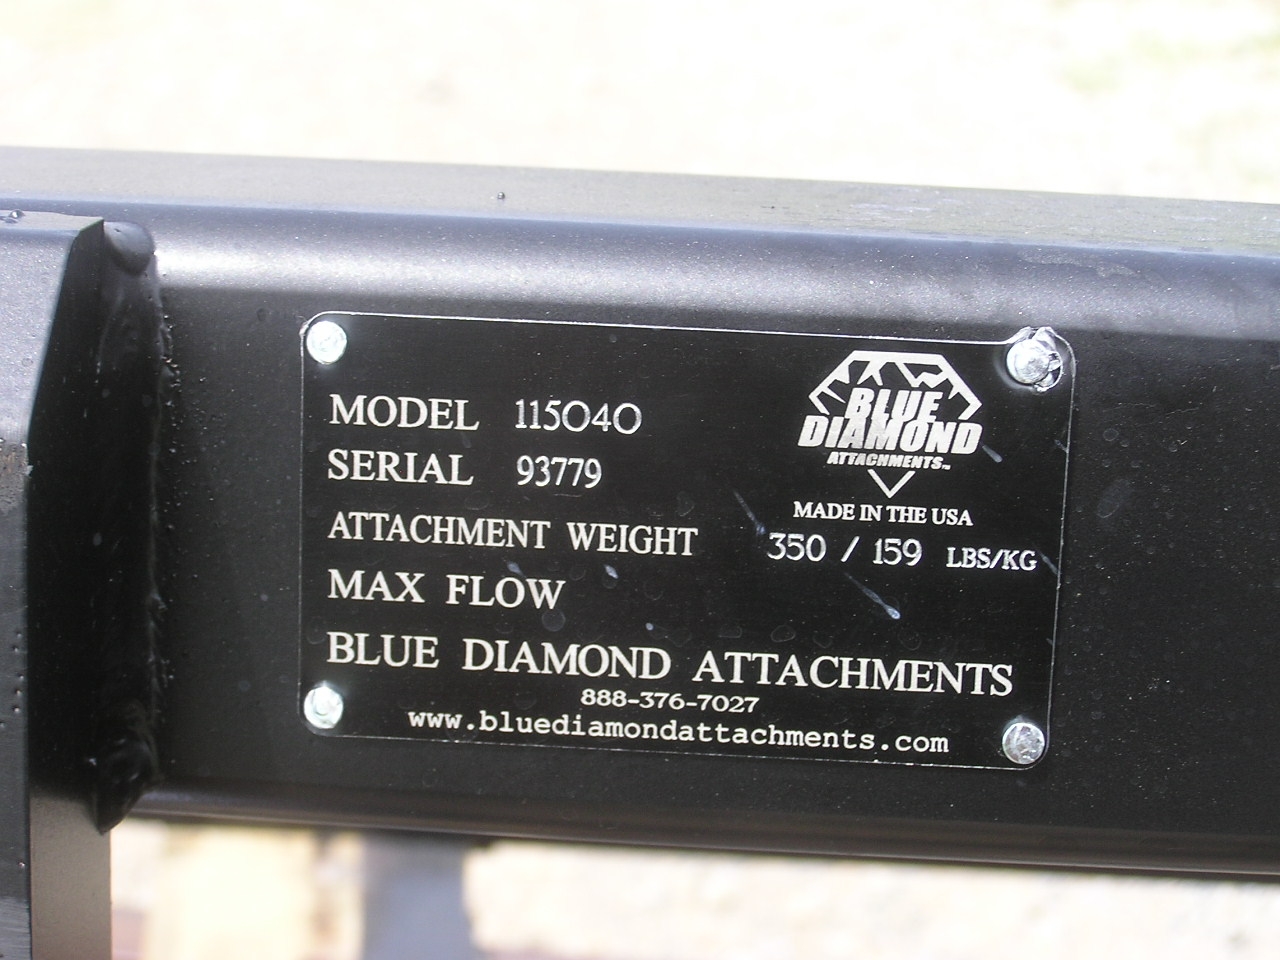 BLUE
DIAMOND
ATTACHMENTS™
MADE IN THE USA
MODEL 115040
SERIAL 93779
ATTACHMENT WEIGHT 350 / 159 LBS/KG
MAX FLOW
BLUE DIAMOND ATTACHMENTS
888-376-7027
www.bluediamondattachments.com